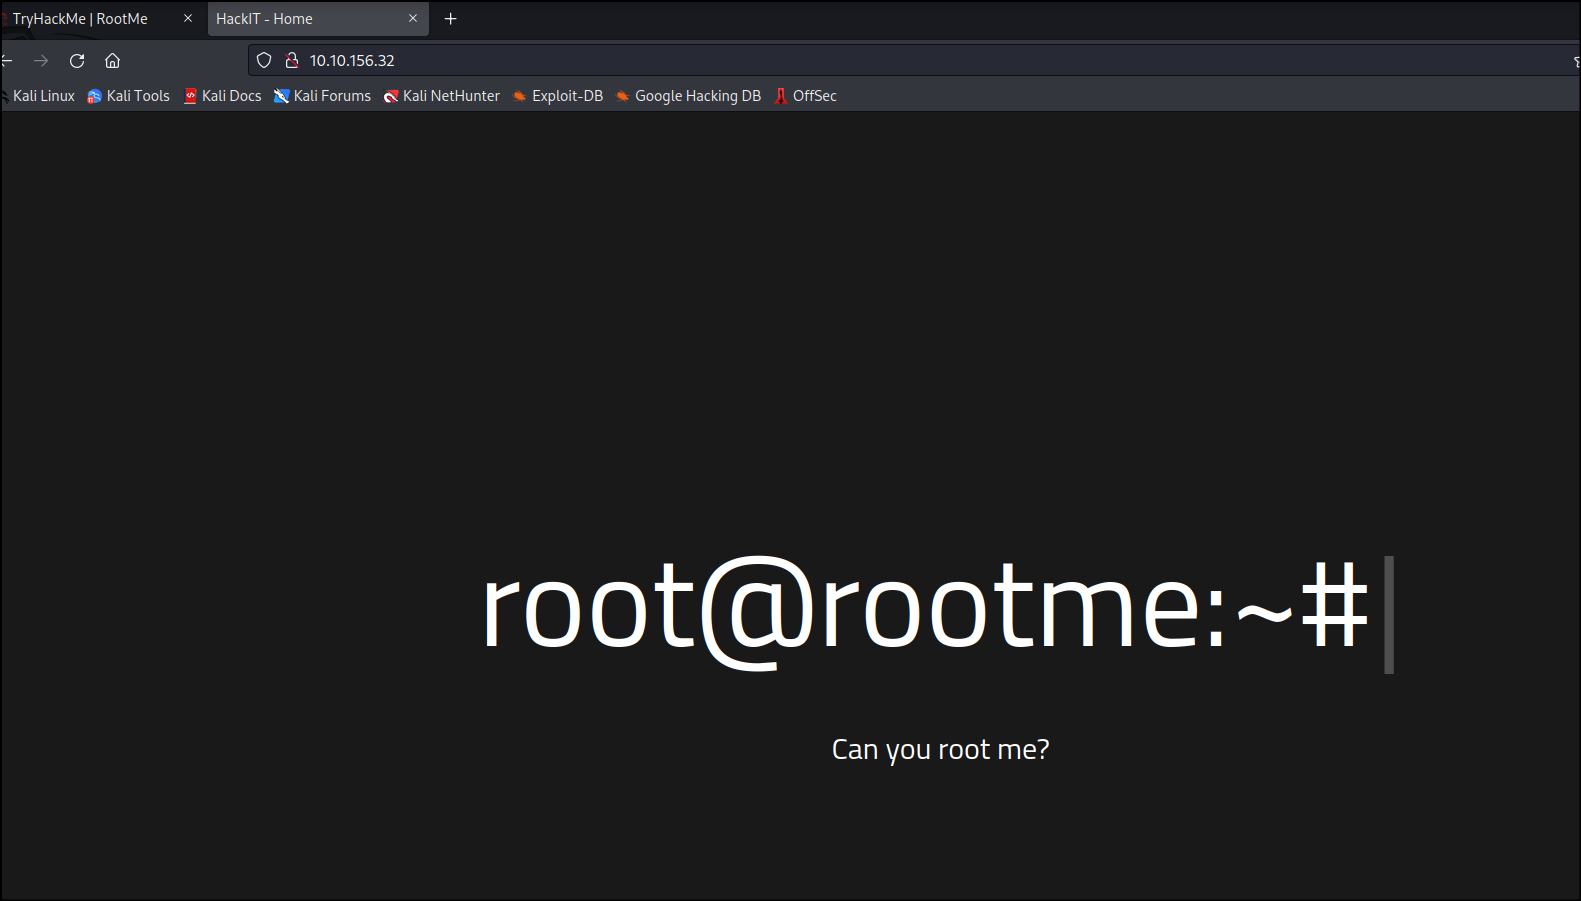 TryHackMe | RootMe
HackIT - Home
10.10.156.32
Kali Linux Kali Tools Kali Docs Kali Forums Kali NetHunter Exploit-DB Google Hacking DB OffSec
root@rootme:~#
Can you root me?